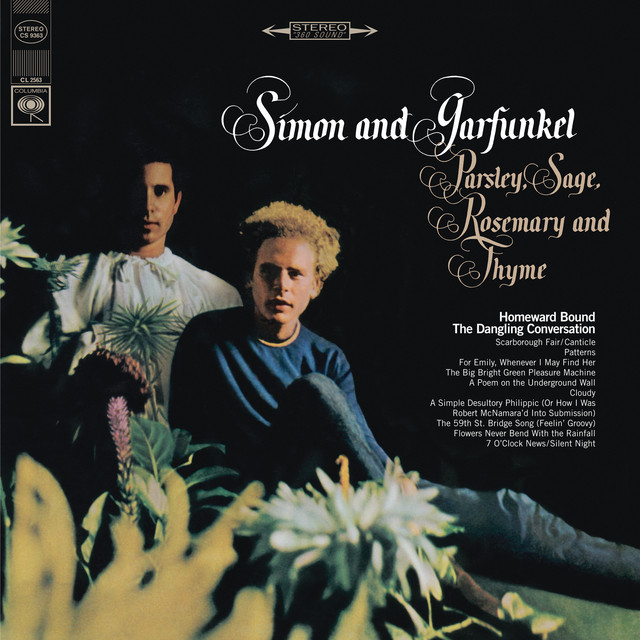 STEREO
CS 9363
CL 2563
COLUMBIA
STEREO
"360 SOUND"
Simon and Garfunkel
Parsley, Sage,
Rosemary and
Thyme
Homeward Bound
The Dangling Conversation
Scarborough Fair/Canticle
Patterns
For Emily, Whenever I May Find Her
The Big Bright Green Pleasure Machine
A Poem on the Underground Wall
Cloudy
A Simple Desultory Philippic (Or How I Was
Robert McNamara'd Into Submission)
The 59th St. Bridge Song (Feelin' Groovy)
Flowers Never Bend With the Rainfall
7 O'Clock News/Silent Night